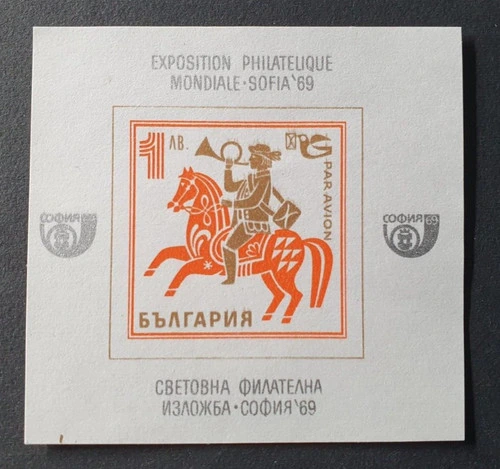 EXPOSITION PHILATELIQUE
MONDIALE·SOFIA'69
1 ЛВ.
PAR AVION
СОФИЯ 69
СОФИЯ 69
БЪЛГАРИЯ
СВЕТОВНА ФИЛАТЕЛНА
ИЗЛОЖБА·СОФИЯ'69